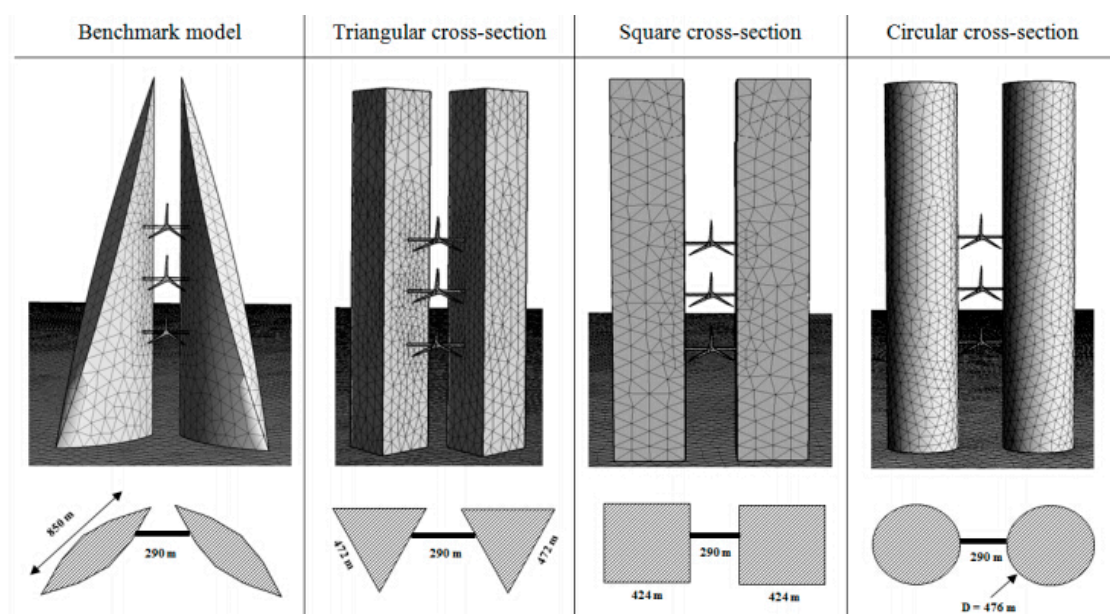 Benchmark model
Triangular cross-section
Square cross-section
Circular cross-section
850 m
290 m
472 m
290 m
472 m
290 m
424 m
424 m
290 m
D = 476 m